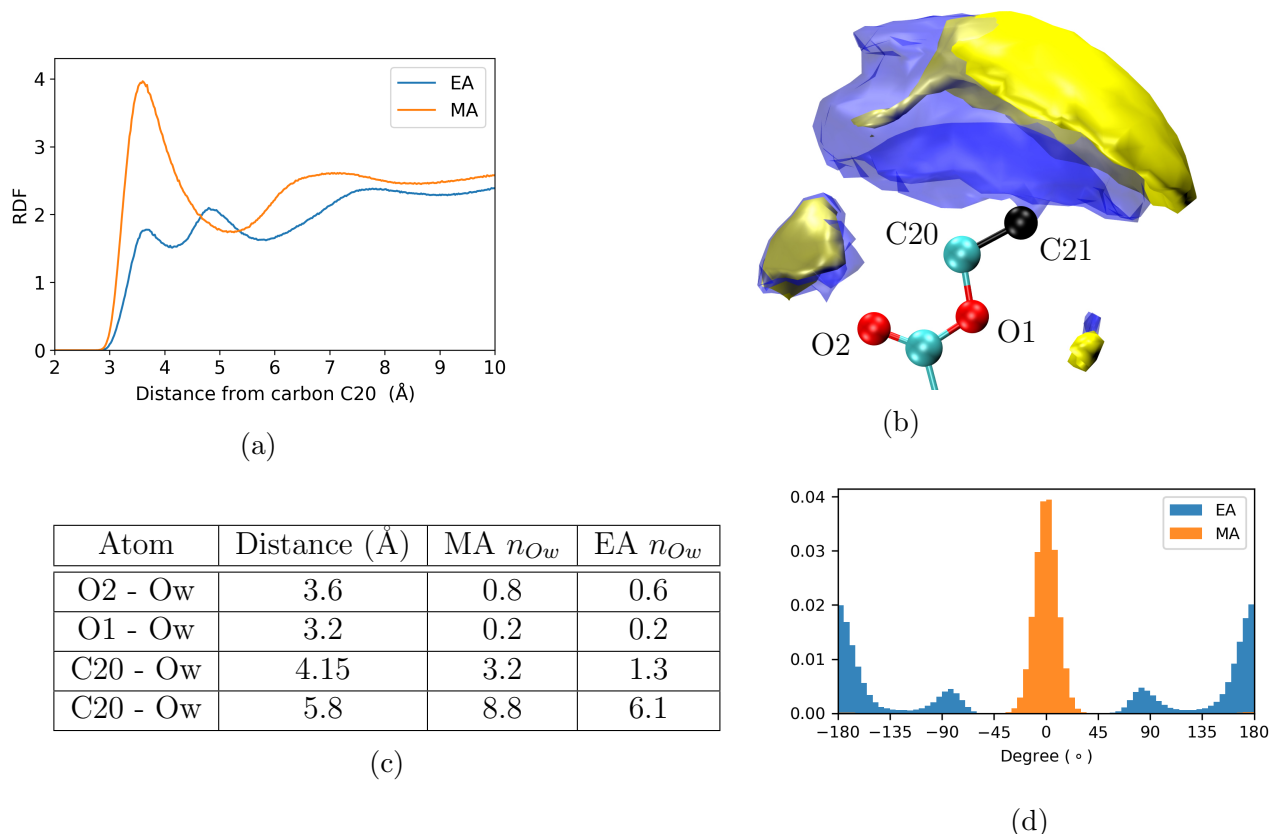 4
3
2
1
0
RDF
EA
MA
2 3 4 5 6 7 8 9 10
Distance from carbon C20 (Å)
(a)
C20
C21
O2
O1
(b)
Atom Distance (Å) MA nOw EA nOw
O2 - Ow 3.6 0.8 0.6
O1 - Ow 3.2 0.2 0.2
C20 - Ow 4.15 3.2 1.3
C20 - Ow 5.8 8.8 6.1
(c)
0.04
0.03
0.02
0.01
0.00
EA
MA
−180 −135 −90 −45 0 45 90 135 180
Degree (∘)
(d)